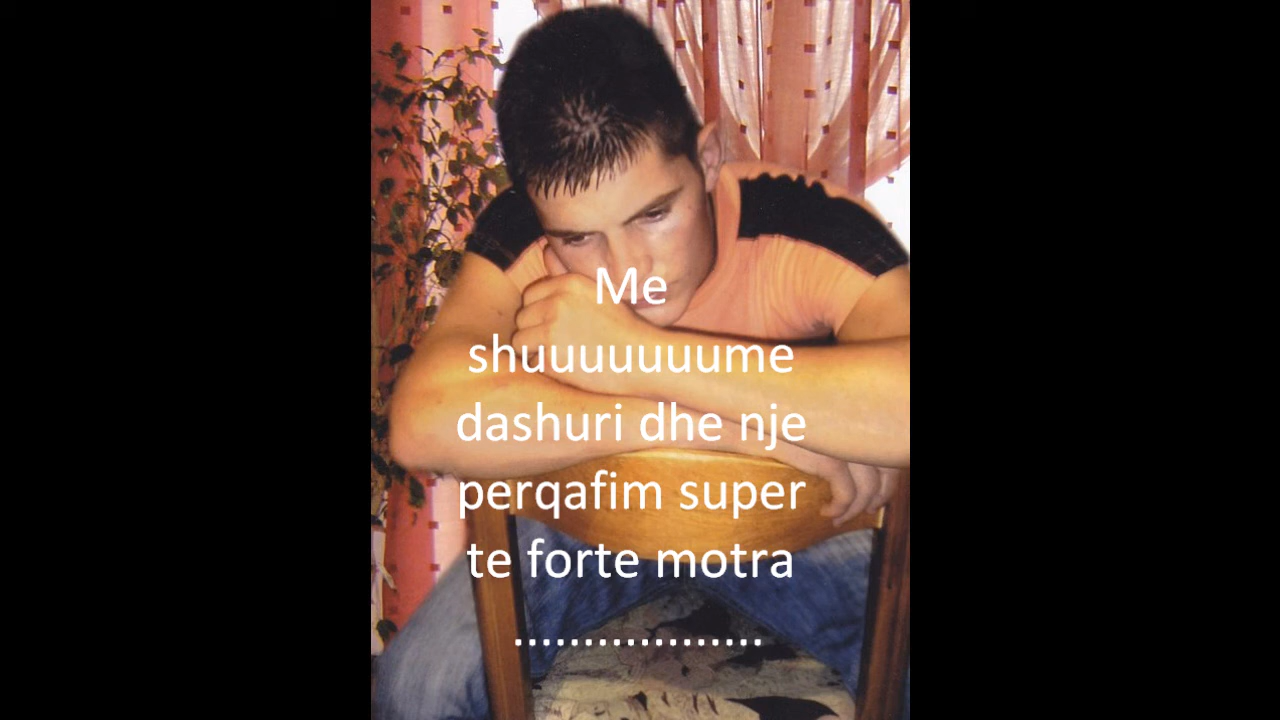 Me
shuuuuuuume
dashuri dhe nje
perqafim super
te forte motra
..................